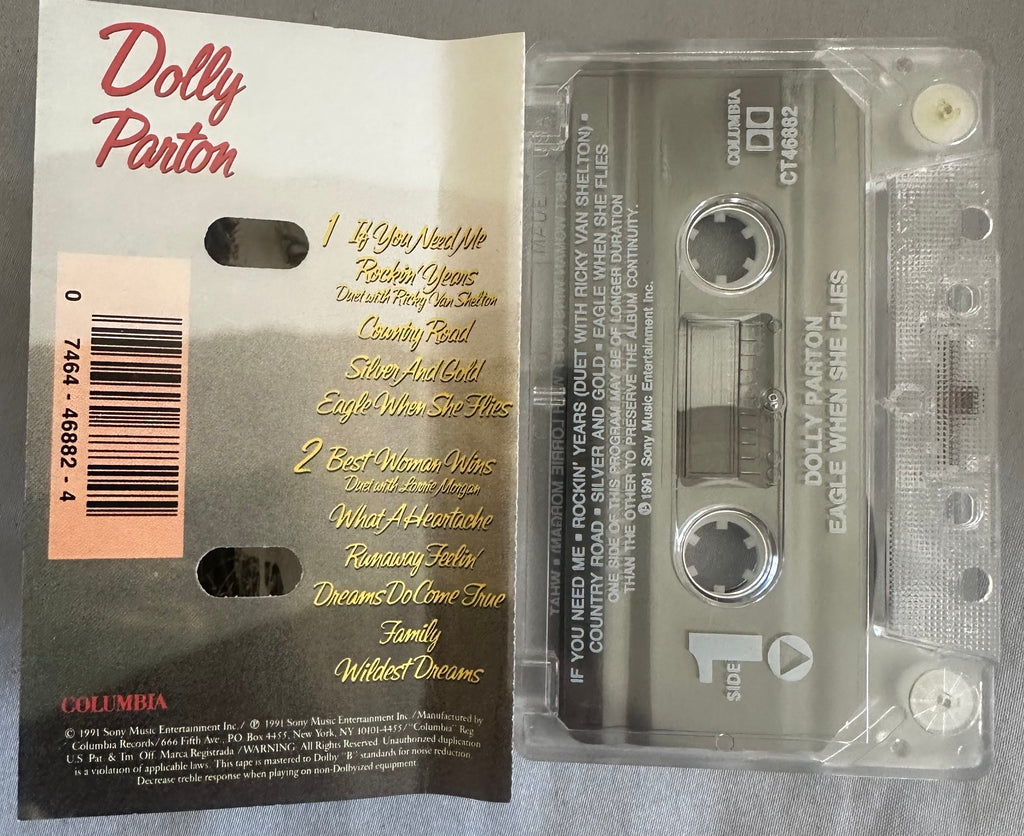 Dolly
Parton
1 If You Need Me
Rockin' Years
Duet with Ricky Van Shelton
Country Road
Silver And Gold
Eagle When She Flies
2 Best Woman Wins
Duet with Lorrie Morgan
What A Heartache
Runaway Feelin'
Dreams Do Come True
Family
Wildest Dreams
0 7464-46882-4
COLUMBIA
© 1991 Sony Music Entertainment Inc./ ℗ 1991 Sony Music Entertainment Inc./Manufactured by
Columbia Records/666 Fifth Ave., P.O. Box 4455, New York, NY 10101-4455/"Columbia" Reg.
U.S. Pat. & Tm. Off. Marca Registrada./WARNING: All Rights Reserved. Unauthorized duplication
is a violation of applicable laws. This tape is mastered to Dolby "B" standards for noise reduction.
Decrease treble response when playing on non-Dolbyized equipment.
IF YOU NEED ME ▪ ROCKIN' YEARS (DUET WITH RICKY VAN SHELTON) ▪
COUNTRY ROAD ▪ SILVER AND GOLD ▪ EAGLE WHEN SHE FLIES
ONE SIDE OF THIS PROGRAM MAY BE OF LONGER DURATION
THAN THE OTHER TO PRESERVE THE ALBUM CONTINUITY.
© 1991 Sony Music Entertainment Inc.
SIDE 1
COLUMBIA
CT46882
DOLLY PARTON
EAGLE WHEN SHE FLIES